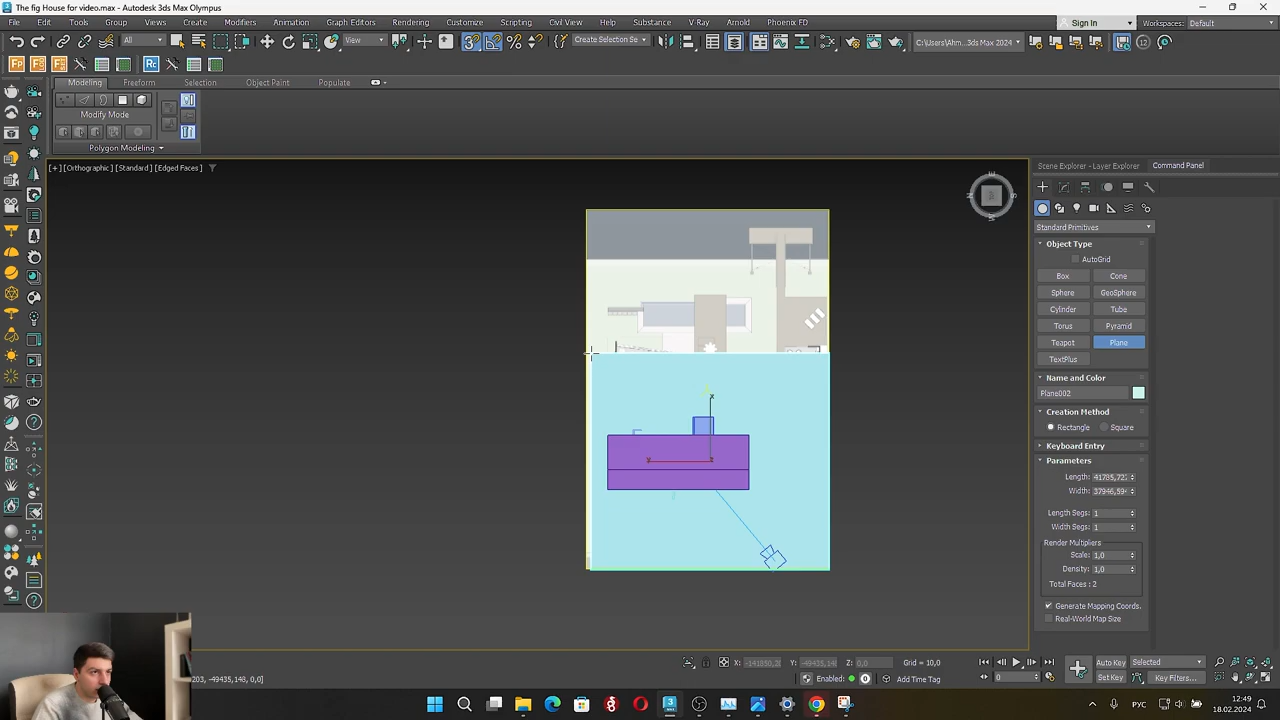 The fig House for video.max - Autodesk 3ds Max Olympus
File Edit Tools Group Views Create Modifiers Animation Graph Editors Rendering Customize Scripting Civil View Help Substance V-Ray Arnold Phoenix FD Sign In Workspaces: Default
All View Create Selection Se C:\Users\Ahm...3ds Max 2024
Modeling Freeform Selection Object Paint Populate
Modify Mode
Polygon Modeling
[+] [Orthographic] [Standard] [Edged Faces]
Scene Explorer - Layer Explorer Command Panel
Standard Primitives
Object Type
AutoGrid
Box Cone
Sphere GeoSphere
Cylinder Tube
Torus Pyramid
Teapot Plane
TextPlus
Name and Color
Plane002
Creation Method
Rectangle Square
Keyboard Entry
Parameters
Length: 41785,72
Width: 37946,59
Length Segs: 1
Width Segs: 1
Render Multipliers
Scale: 1,0
Density: 1,0
Total Faces : 2
Generate Mapping Coords.
Real-World Map Size
203, -49435,148, 0,0]
X: -141850,20 Y: -49435,14 Z: 0,0 Grid = 10,0
Enabled: Add Time Tag
0
Auto Key Selected
Set Key Key Filters...
РУС 12:49
18.02.2024